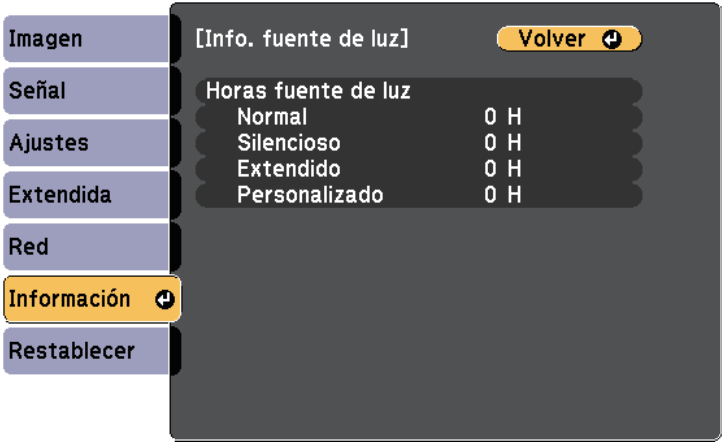 Imagen
Señal
Ajustes
Extendida
Red
Información
Restablecer
[Info. fuente de luz] Volver
Horas fuente de luz
Normal 0 H
Silencioso 0 H
Extendido 0 H
Personalizado 0 H